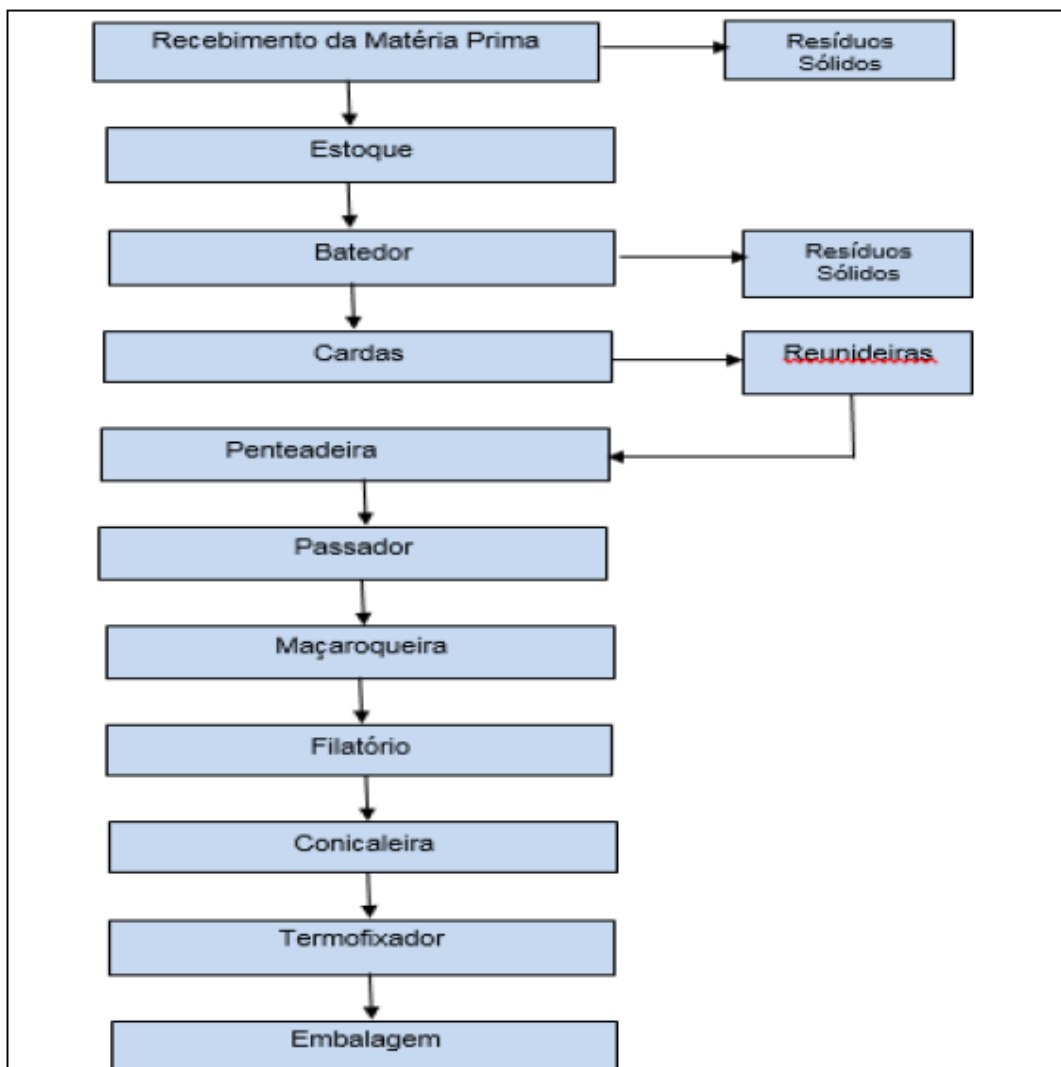 Recebimento da Matéria Prima
Resíduos
Sólidos
Estoque
Batedor
Resíduos
Sólidos
Cardas
Reunideiras
Penteadeira
Passador
Maçaroqueira
Filatório
Conicaleira
Termofixador
Embalagem